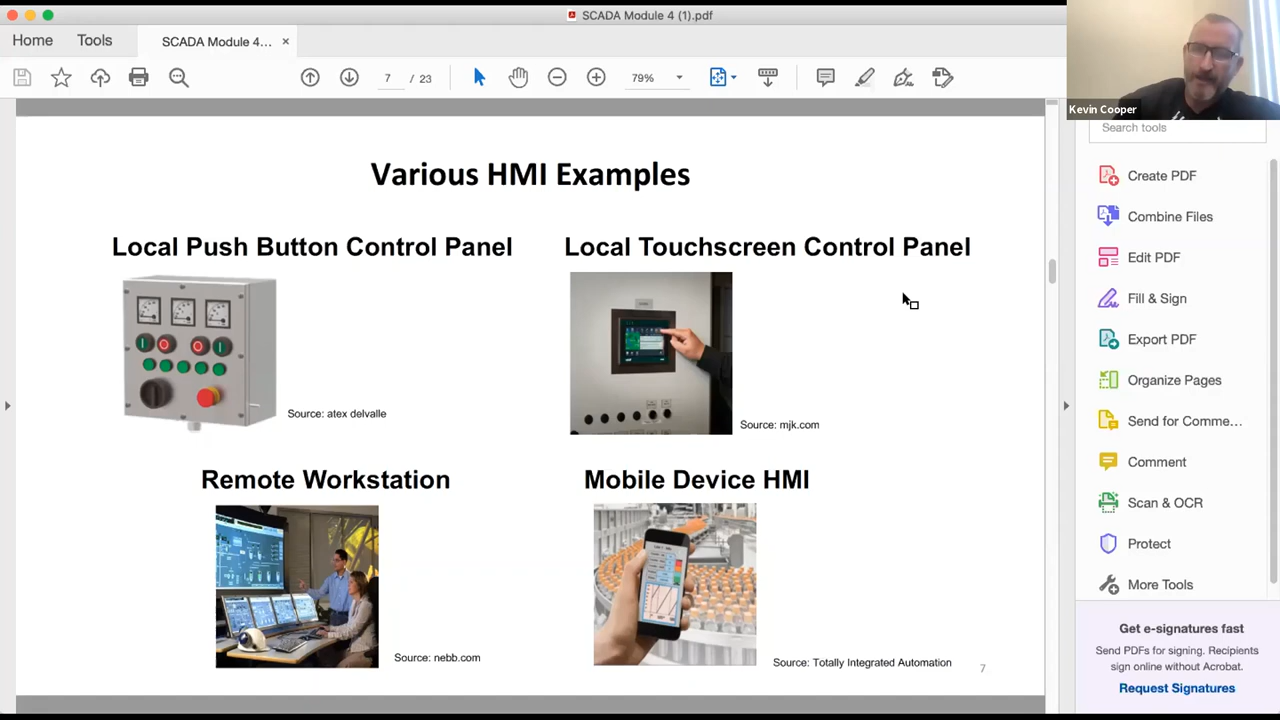 SCADA Module 4 (1).pdf
Home
Tools
SCADA Module 4...
7 / 23
79%
Kevin Cooper
Search tools
Create PDF
Combine Files
Edit PDF
Fill & Sign
Export PDF
Organize Pages
Send for Comme...
Comment
Scan & OCR
Protect
More Tools
Get e-signatures fast
Send PDFs for signing. Recipients
sign online without Acrobat.
Request Signatures
Various HMI Examples
Local Push Button Control Panel
Local Touchscreen Control Panel
Source: atex delvalle
Source: mjk.com
Remote Workstation
Mobile Device HMI
Source: nebb.com
Source: Totally Integrated Automation
7